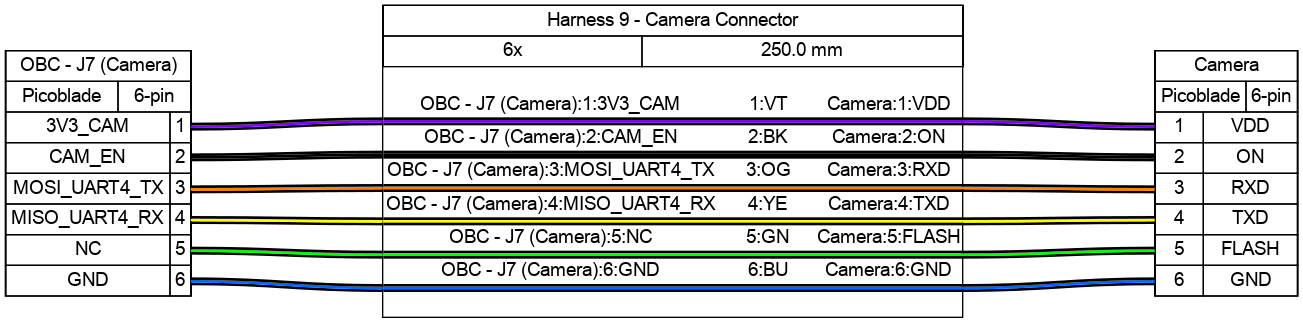 Harness 9 - Camera Connector
6x 250.0 mm
OBC - J7 (Camera)
Picoblade 6-pin
3V3_CAM 1
CAM_EN 2
MOSI_UART4_TX 3
MISO_UART4_RX 4
NC 5
GND 6
OBC - J7 (Camera):1:3V3_CAM 1:VT Camera:1:VDD
OBC - J7 (Camera):2:CAM_EN 2:BK Camera:2:ON
OBC - J7 (Camera):3:MOSI_UART4_TX 3:OG Camera:3:RXD
OBC - J7 (Camera):4:MISO_UART4_RX 4:YE Camera:4:TXD
OBC - J7 (Camera):5:NC 5:GN Camera:5:FLASH
OBC - J7 (Camera):6:GND 6:BU Camera:6:GND
Camera
Picoblade 6-pin
1 VDD
2 ON
3 RXD
4 TXD
5 FLASH
6 GND